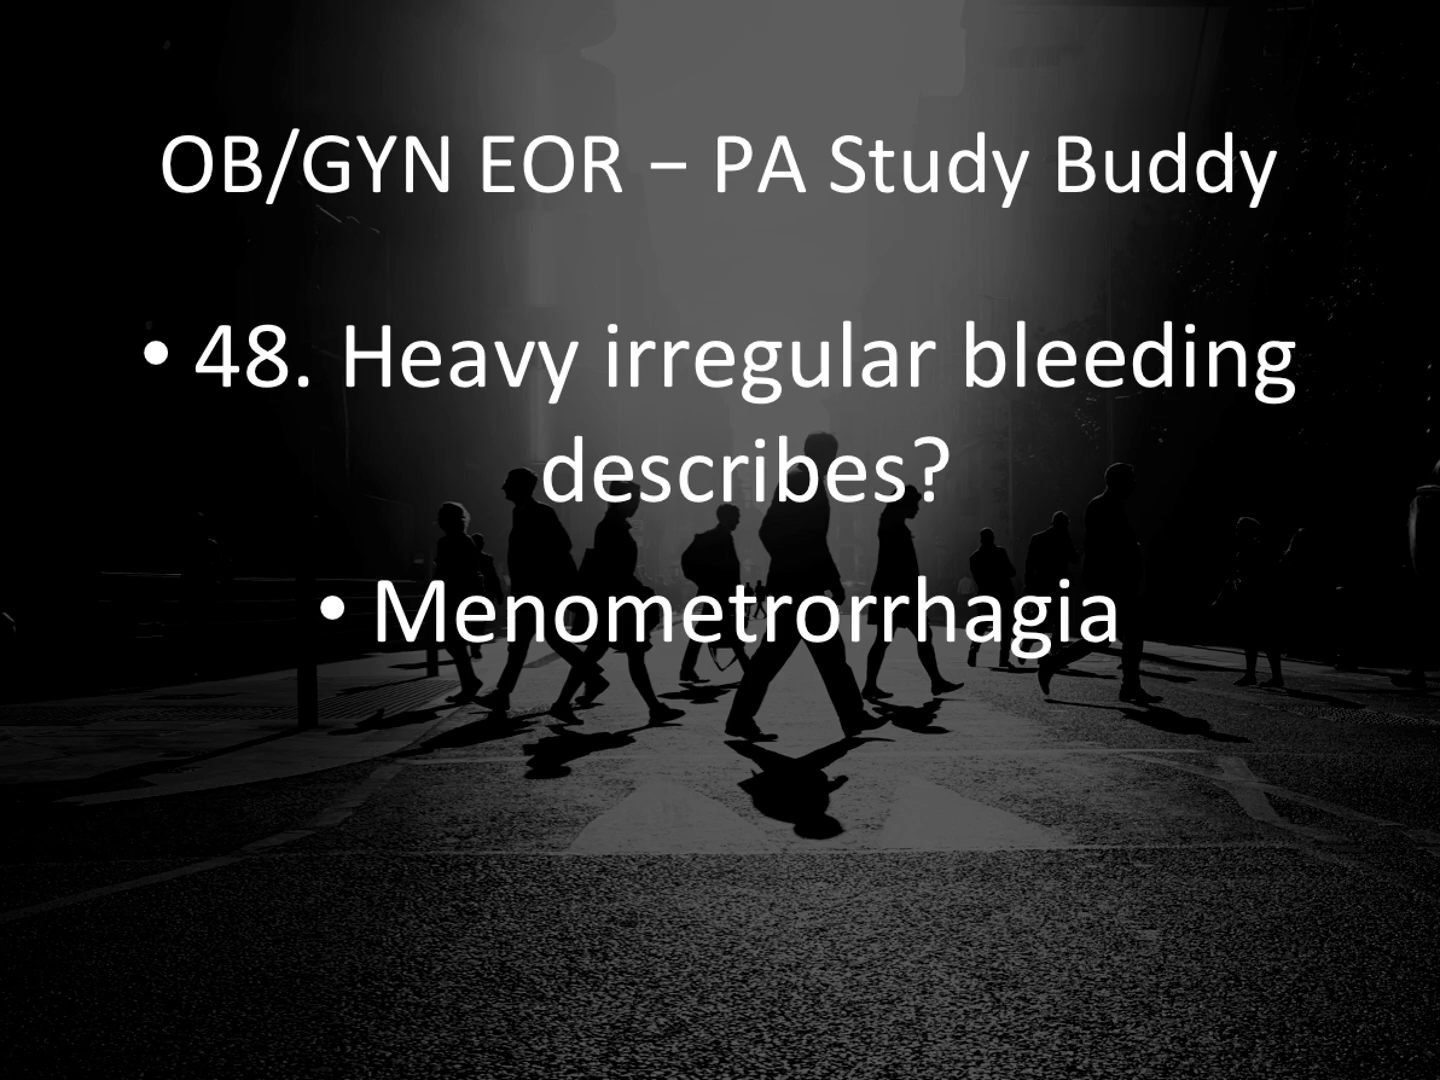 OB/GYN EOR – PA Study Buddy
• 48. Heavy irregular bleeding
describes?
• Menometrorrhagia